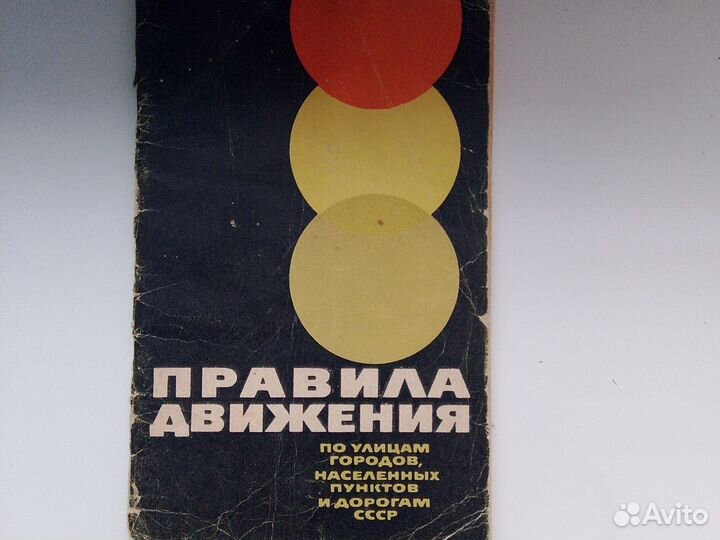 ПРАВИЛА
ДВИЖЕНИЯ
ПО УЛИЦАМ
ГОРОДОВ,
НАСЕЛЕННЫХ
ПУНКТОВ
И ДОРОГАМ
СССР
Avito